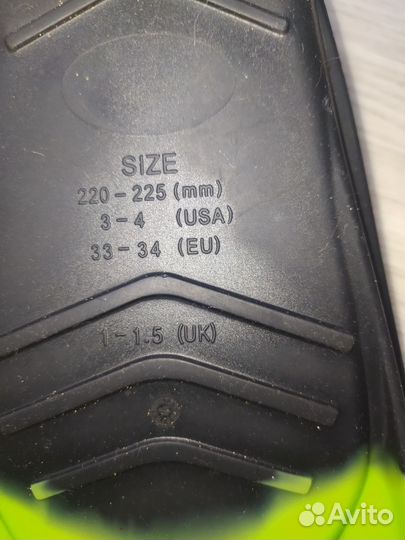 SIZE
220-225 (mm)
3-4 (USA)
33-34 (EU)
1-1.5 (UK)
Avito